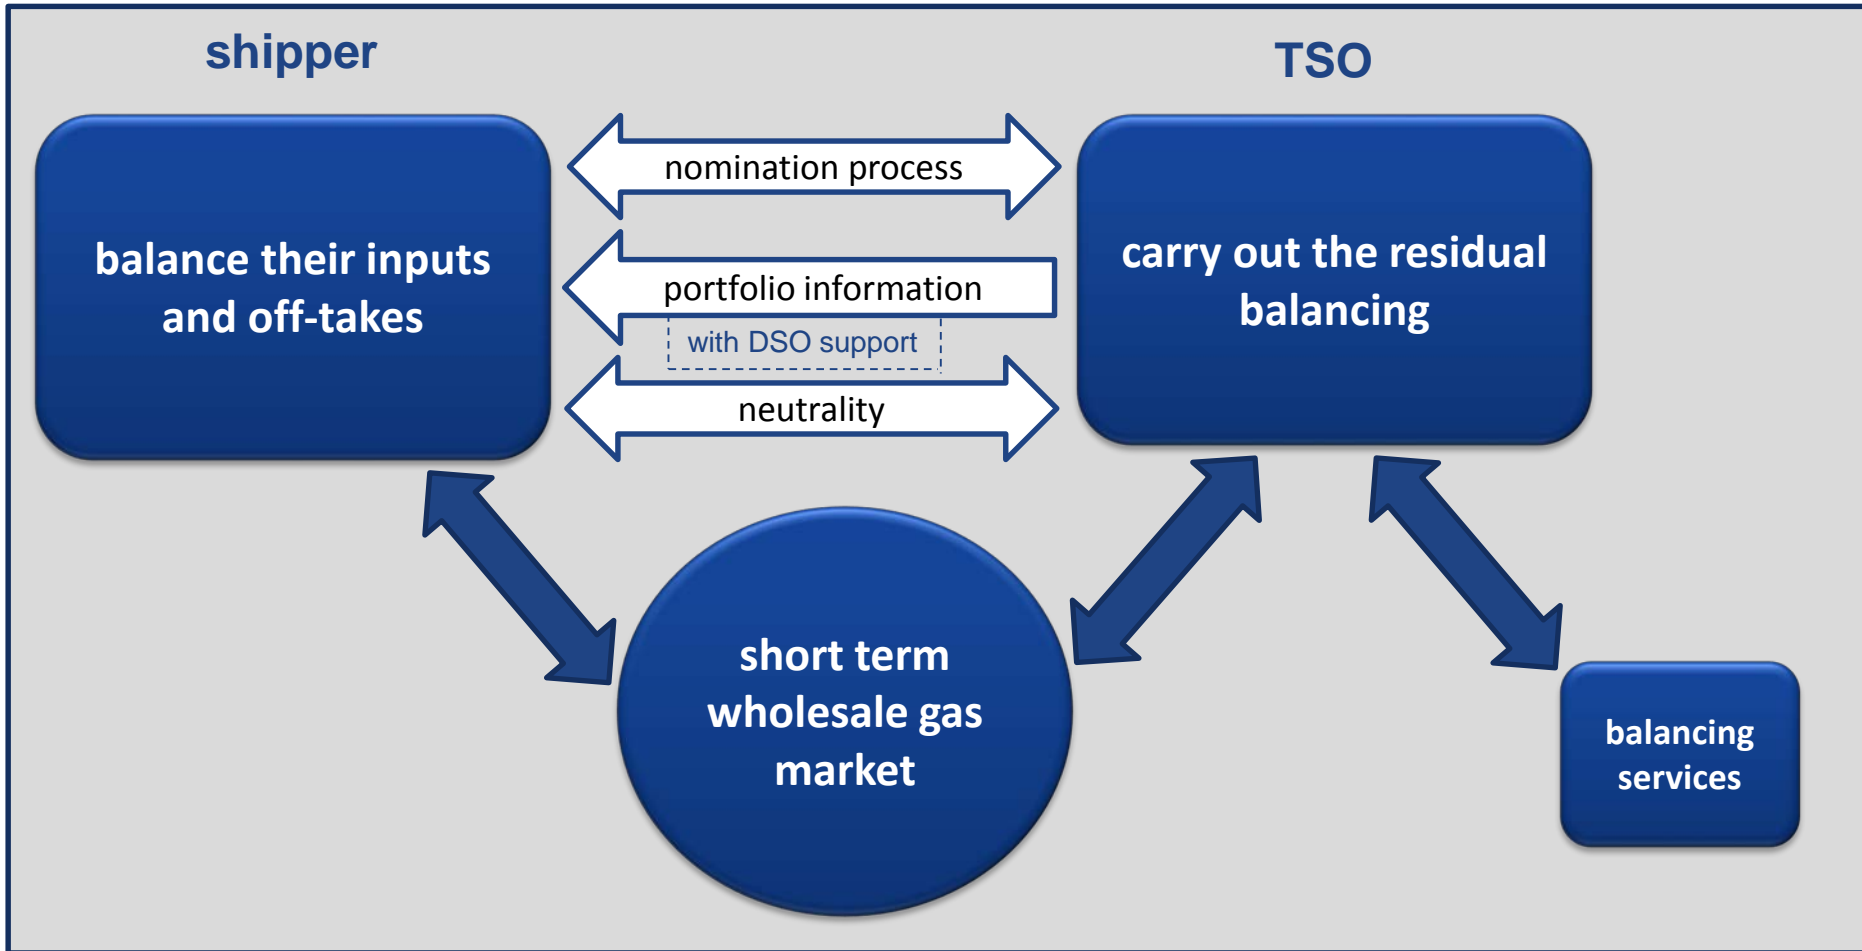 shipper
TSO
balance their inputs
and off-takes
nomination process
portfolio information
with DSO support
neutrality
carry out the residual
balancing
short term
wholesale gas
market
balancing
services